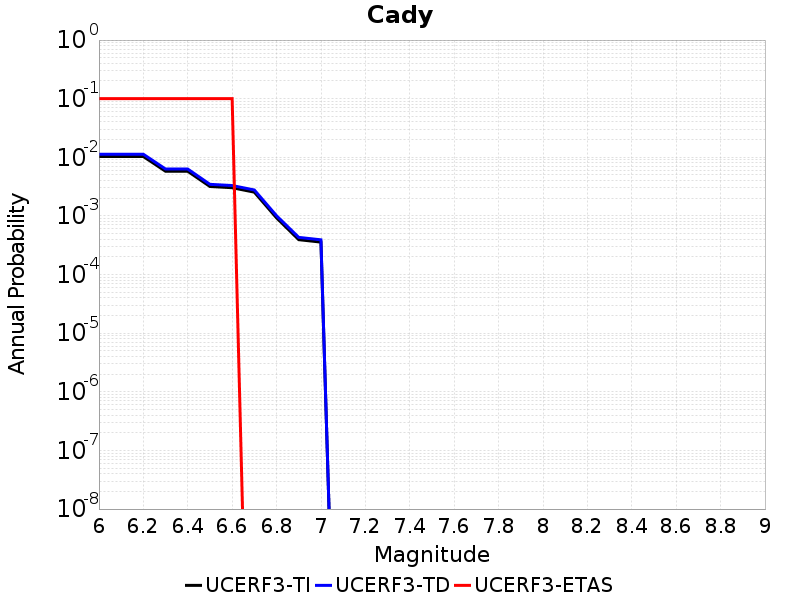 Cady
10^0
10^-1
10^-2
10^-3
10^-4
10^-5
10^-6
10^-7
10^-8
Annual Probability
6 6.2 6.4 6.6 6.8 7 7.2 7.4 7.6 7.8 8 8.2 8.4 8.6 8.8 9
Magnitude
UCERF3-TI UCERF3-TD UCERF3-ETAS